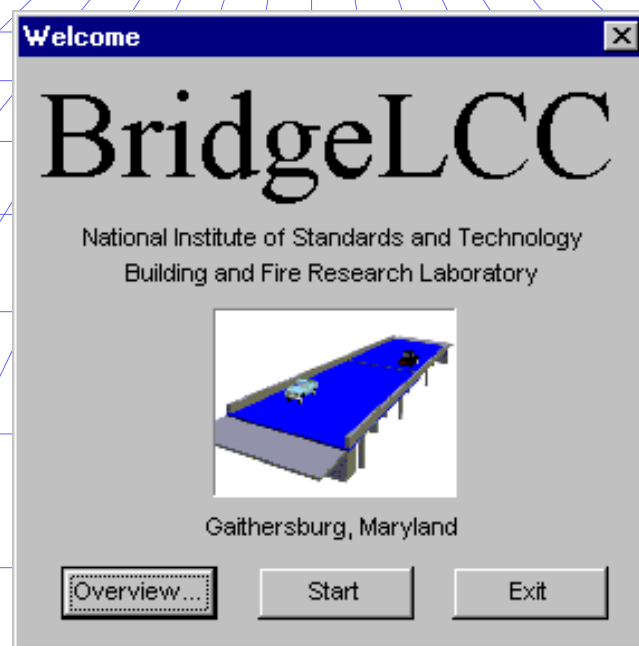 Welcome
BridgeLCC
National Institute of Standards and Technology
Building and Fire Research Laboratory
Gaithersburg, Maryland
Overview... Start Exit